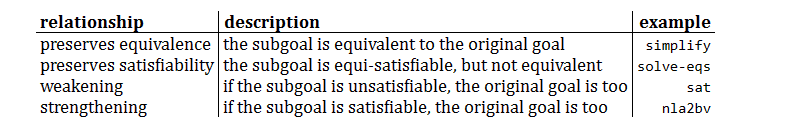 relationship description example
preserves equivalence the subgoal is equivalent to the original goal simplify
preserves satisfiability the subgoal is equi-satisfiable, but not equivalent solve-eqs
weakening if the subgoal is unsatisfiable, the original goal is too sat
strengthening if the subgoal is satisfiable, the original goal is too nla2bv